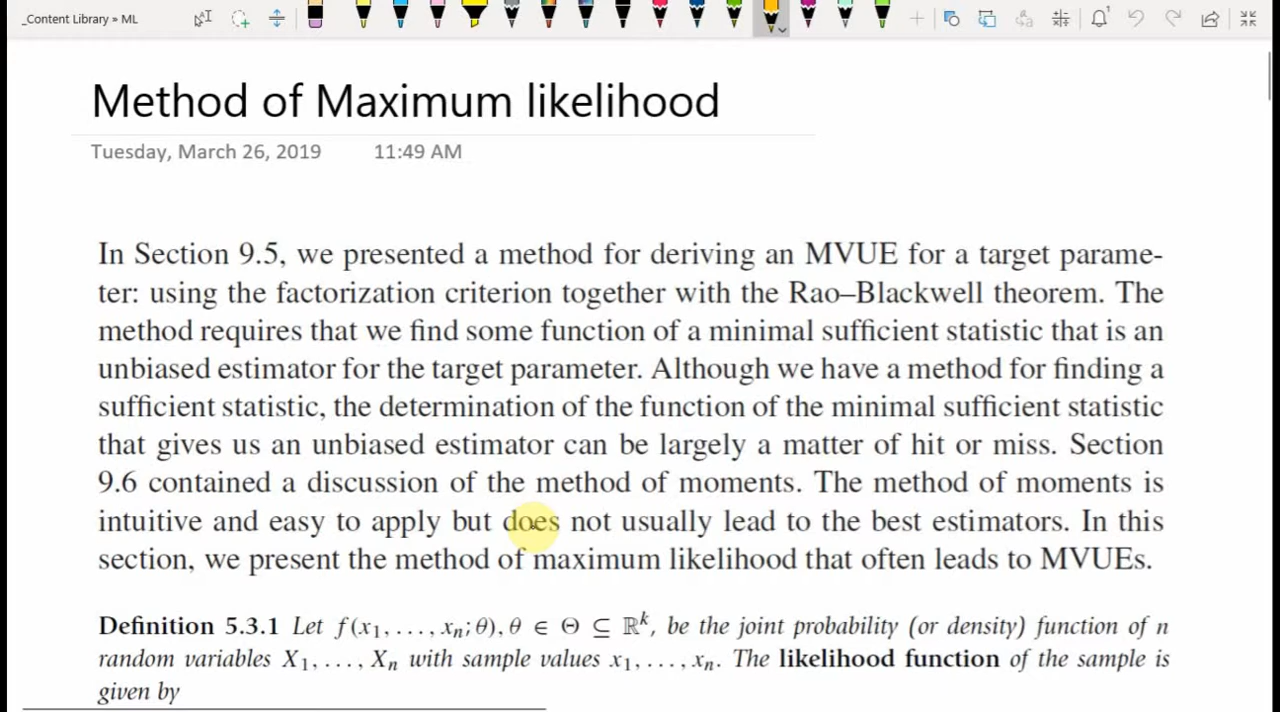 _Content Library » ML
Method of Maximum likelihood
Tuesday, March 26, 2019 11:49 AM
In Section 9.5, we presented a method for deriving an MVUE for a target parame-
ter: using the factorization criterion together with the Rao–Blackwell theorem. The
method requires that we find some function of a minimal sufficient statistic that is an
unbiased estimator for the target parameter. Although we have a method for finding a
sufficient statistic, the determination of the function of the minimal sufficient statistic
that gives us an unbiased estimator can be largely a matter of hit or miss. Section
9.6 contained a discussion of the method of moments. The method of moments is
intuitive and easy to apply but does not usually lead to the best estimators. In this
section, we present the method of maximum likelihood that often leads to MVUEs.
Definition 5.3.1 Let f(x₁, . . . , xₙ; θ), θ ∈ Θ ⊆ ℝᵏ, be the joint probability (or density) function of n
random variables X₁, . . . , Xₙ with sample values x₁, . . . , xₙ. The likelihood function of the sample is
given by